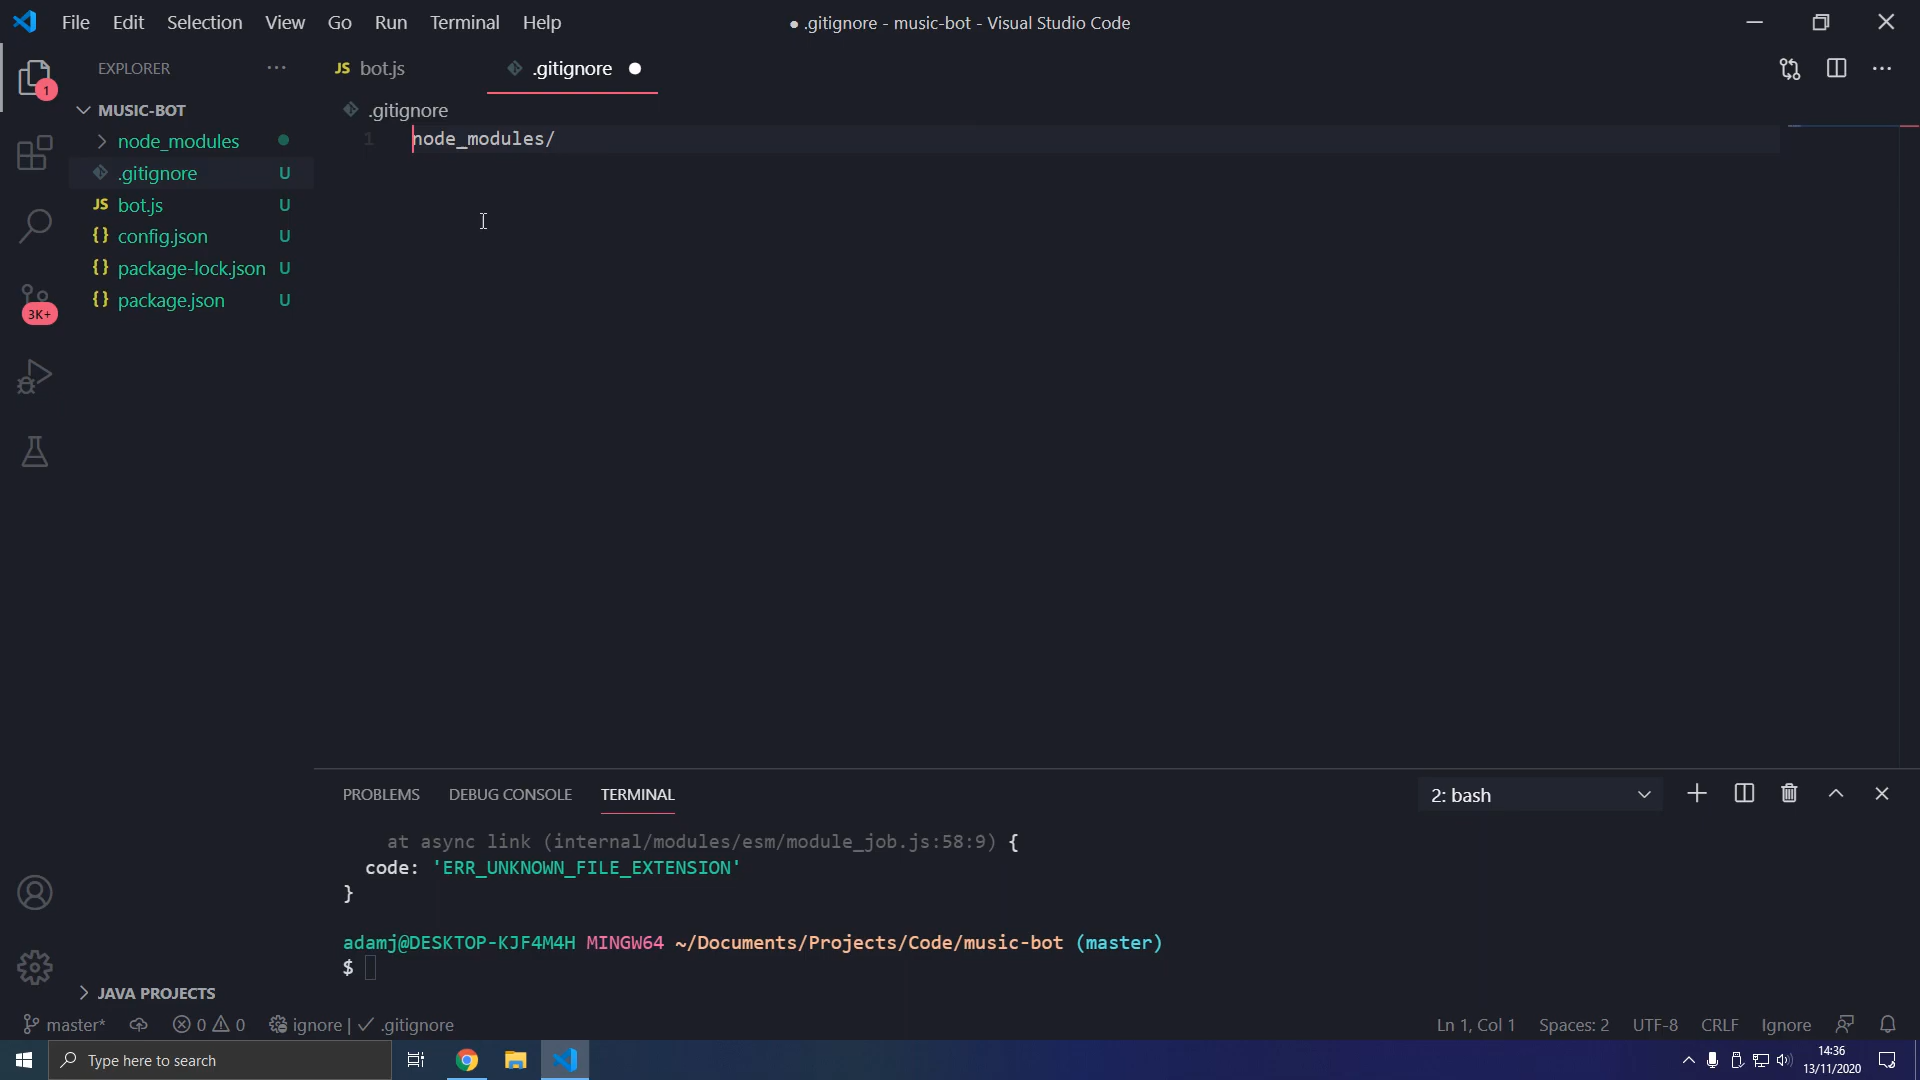 File Edit Selection View Go Run Terminal Help
● .gitignore - music-bot - Visual Studio Code
EXPLORER
JS bot.js
.gitignore
1
MUSIC-BOT
.gitignore
node_modules
1 node_modules/
.gitignore U
JS bot.js U
{} config.json U
{} package-lock.json U
{} package.json U
3K+
PROBLEMS DEBUG CONSOLE TERMINAL
2: bash
at async link (internal/modules/esm/module_job.js:58:9) {
code: 'ERR_UNKNOWN_FILE_EXTENSION'
}
adamj@DESKTOP-KJF4M4H MINGW64 ~/Documents/Projects/Code/music-bot (master)
$
JAVA PROJECTS
master* 0 0 ignore | ✓ .gitignore
Ln 1, Col 1 Spaces: 2 UTF-8 CRLF Ignore
Type here to search
14:36
13/11/2020